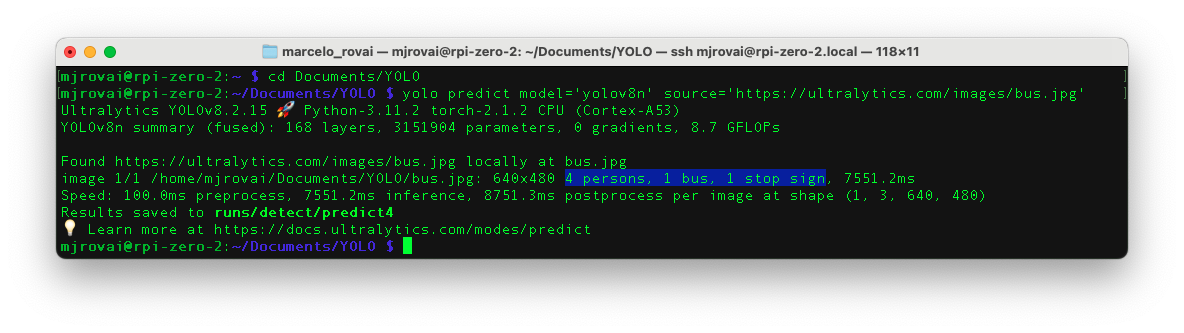 marcelo_rovai — mjrovai@rpi-zero-2: ~/Documents/YOLO — ssh mjrovai@rpi-zero-2.local — 118×11
[mjrovai@rpi-zero-2:~ $ cd Documents/YOLO ]
[mjrovai@rpi-zero-2:~/Documents/YOLO $ yolo predict model='yolov8n' source='https://ultralytics.com/images/bus.jpg' ]
Ultralytics YOLOv8.2.15 🚀 Python-3.11.2 torch-2.1.2 CPU (Cortex-A53)
YOLOv8n summary (fused): 168 layers, 3151904 parameters, 0 gradients, 8.7 GFLOPs
Found https://ultralytics.com/images/bus.jpg locally at bus.jpg
image 1/1 /home/mjrovai/Documents/YOLO/bus.jpg: 640x480 4 persons, 1 bus, 1 stop sign, 7551.2ms
Speed: 100.0ms preprocess, 7551.2ms inference, 8751.3ms postprocess per image at shape (1, 3, 640, 480)
Results saved to runs/detect/predict4
💡 Learn more at https://docs.ultralytics.com/modes/predict
mjrovai@rpi-zero-2:~/Documents/YOLO $